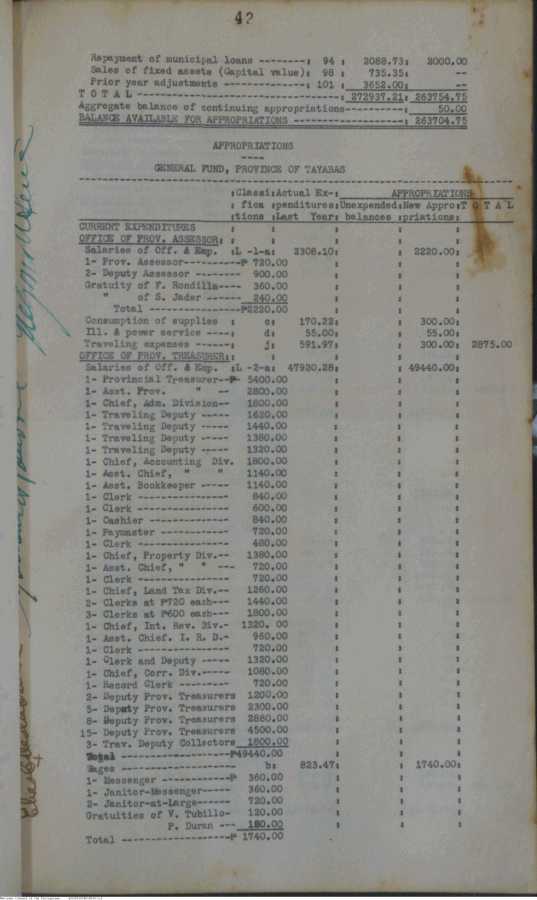 42
Repayment of municipal loans --------: 94 : 2088.73: 2000.00
Sales of fixed assets (Capital value): 98 : 735.35: --
Prior year adjustments --------------: 101 : 3652.00: --
T O T A L -----------------------------------: 272937.21: 263754.75
Aggregate balance of continuing appropriations----------: 50.00
BALANCE AVAILABLE FOR APPROPRIATIONS -------------------: 263704.75
APPROPRIATIONS
----
GENERAL FUND, PROVINCE OF TAYABAS
:Classi:Actual Ex-: APPROPRIATIONS
: fica :penditures:Unexpended:New Appro:T O T A L
:tions :Last Year: balances :priations:
CURRENT EXPENDITURES : : : : :
OFFICE OF PROV. ASSESSOR: : : : : :
Salaries of Off. & Emp. :L -1-a: 2308.10: : 2220.00:
1- Prov. Assessor----------₱ 720.00 : : :
2- Deputy Assessor -------- 900.00 : : :
Gratuity of F. Rondilla---- 360.00 : : :
" of S. Jader ------ 240.00 : : :
Total ---------------₱2220.00 : : :
Consumption of supplies : c: 170.22: : 300.00:
Ill. & power service ----: d: 55.00: : 55.00:
Traveling expenses ------: j: 591.97: : 300.00: 2875.00
OFFICE OF PROV. TREASURER:: : : : :
Salaries of Off. & Emp. :L -2-a: 47920.28: : 49440.00:
1- Provincial Treasurer--₱- 5400.00 : : :
1- Asst. Prov. " -- 2800.00 : : :
1- Chief, Adm. Division-- 1800.00 : : :
1- Traveling Deputy ----- 1620.00 : : :
1- Traveling Deputy ----- 1440.00 : : :
1- Traveling Deputy ----- 1380.00 : : :
1- Traveling Deputy ----- 1320.00 : : :
1- Chief, Accounting Div. 1800.00 : : :
1- Asst. Chief, " " 1140.00 : : :
1- Asst. Bookkeeper ----- 1140.00 : : :
1- Clerk ---------------- 840.00 : : :
1- Clerk ---------------- 600.00 : : :
1- Cashier -------------- 840.00 : : :
1- Paymaster ------------ 720.00 : : :
1- Clerk ---------------- 480.00 : : :
1- Chief, Property Div.-- 1380.00 : : :
1- Asst. Chief, " " --- 720.00 : : :
1- Clerk ---------------- 720.00 : : :
1- Chief, Land Tax Div.-- 1260.00 : : :
2- Clerks at ₱720 each--- 1440.00 : : :
3- Clerks at ₱600 each--- 1800.00 : : :
1- Chief, Int. Rev. Div.- 1320. 00 : : :
1- Asst. Chief. I. R. D.- 960.00 : : :
1- Clerk ---------------- 720.00 : : :
1- Clerk and Deputy ----- 1320.00 : : :
1- Chief, Corr. Div.----- 1080.00 : : :
1- Record Clerk --------- 720.00 : : :
2- Deputy Prov. Treasurers 1200.00 : : :
5- Deputy Prov. Treasurers 2300.00 : : :
8- Deputy Prov. Treasurers 2880.00 : : :
15- Deputy Prov. Treasurers 4500.00 : : :
3- Trav. Deputy Collectors 1800.00 : : :
Total -------------------₱49440.00 : : :
Wages -------------------- b: 823.47: : 1740.00:
1- Messenger ------------₱ 360.00 : : :
1- Janitor-Messenger----- 360.00 : : :
2- Janitor-at-Large------ 720.00 : : :
Gratuities of V. Tubillo- 120.00 : : :
P. Duran --- 180.00 : : :
Total -------------------₱ 1740.00 : : :